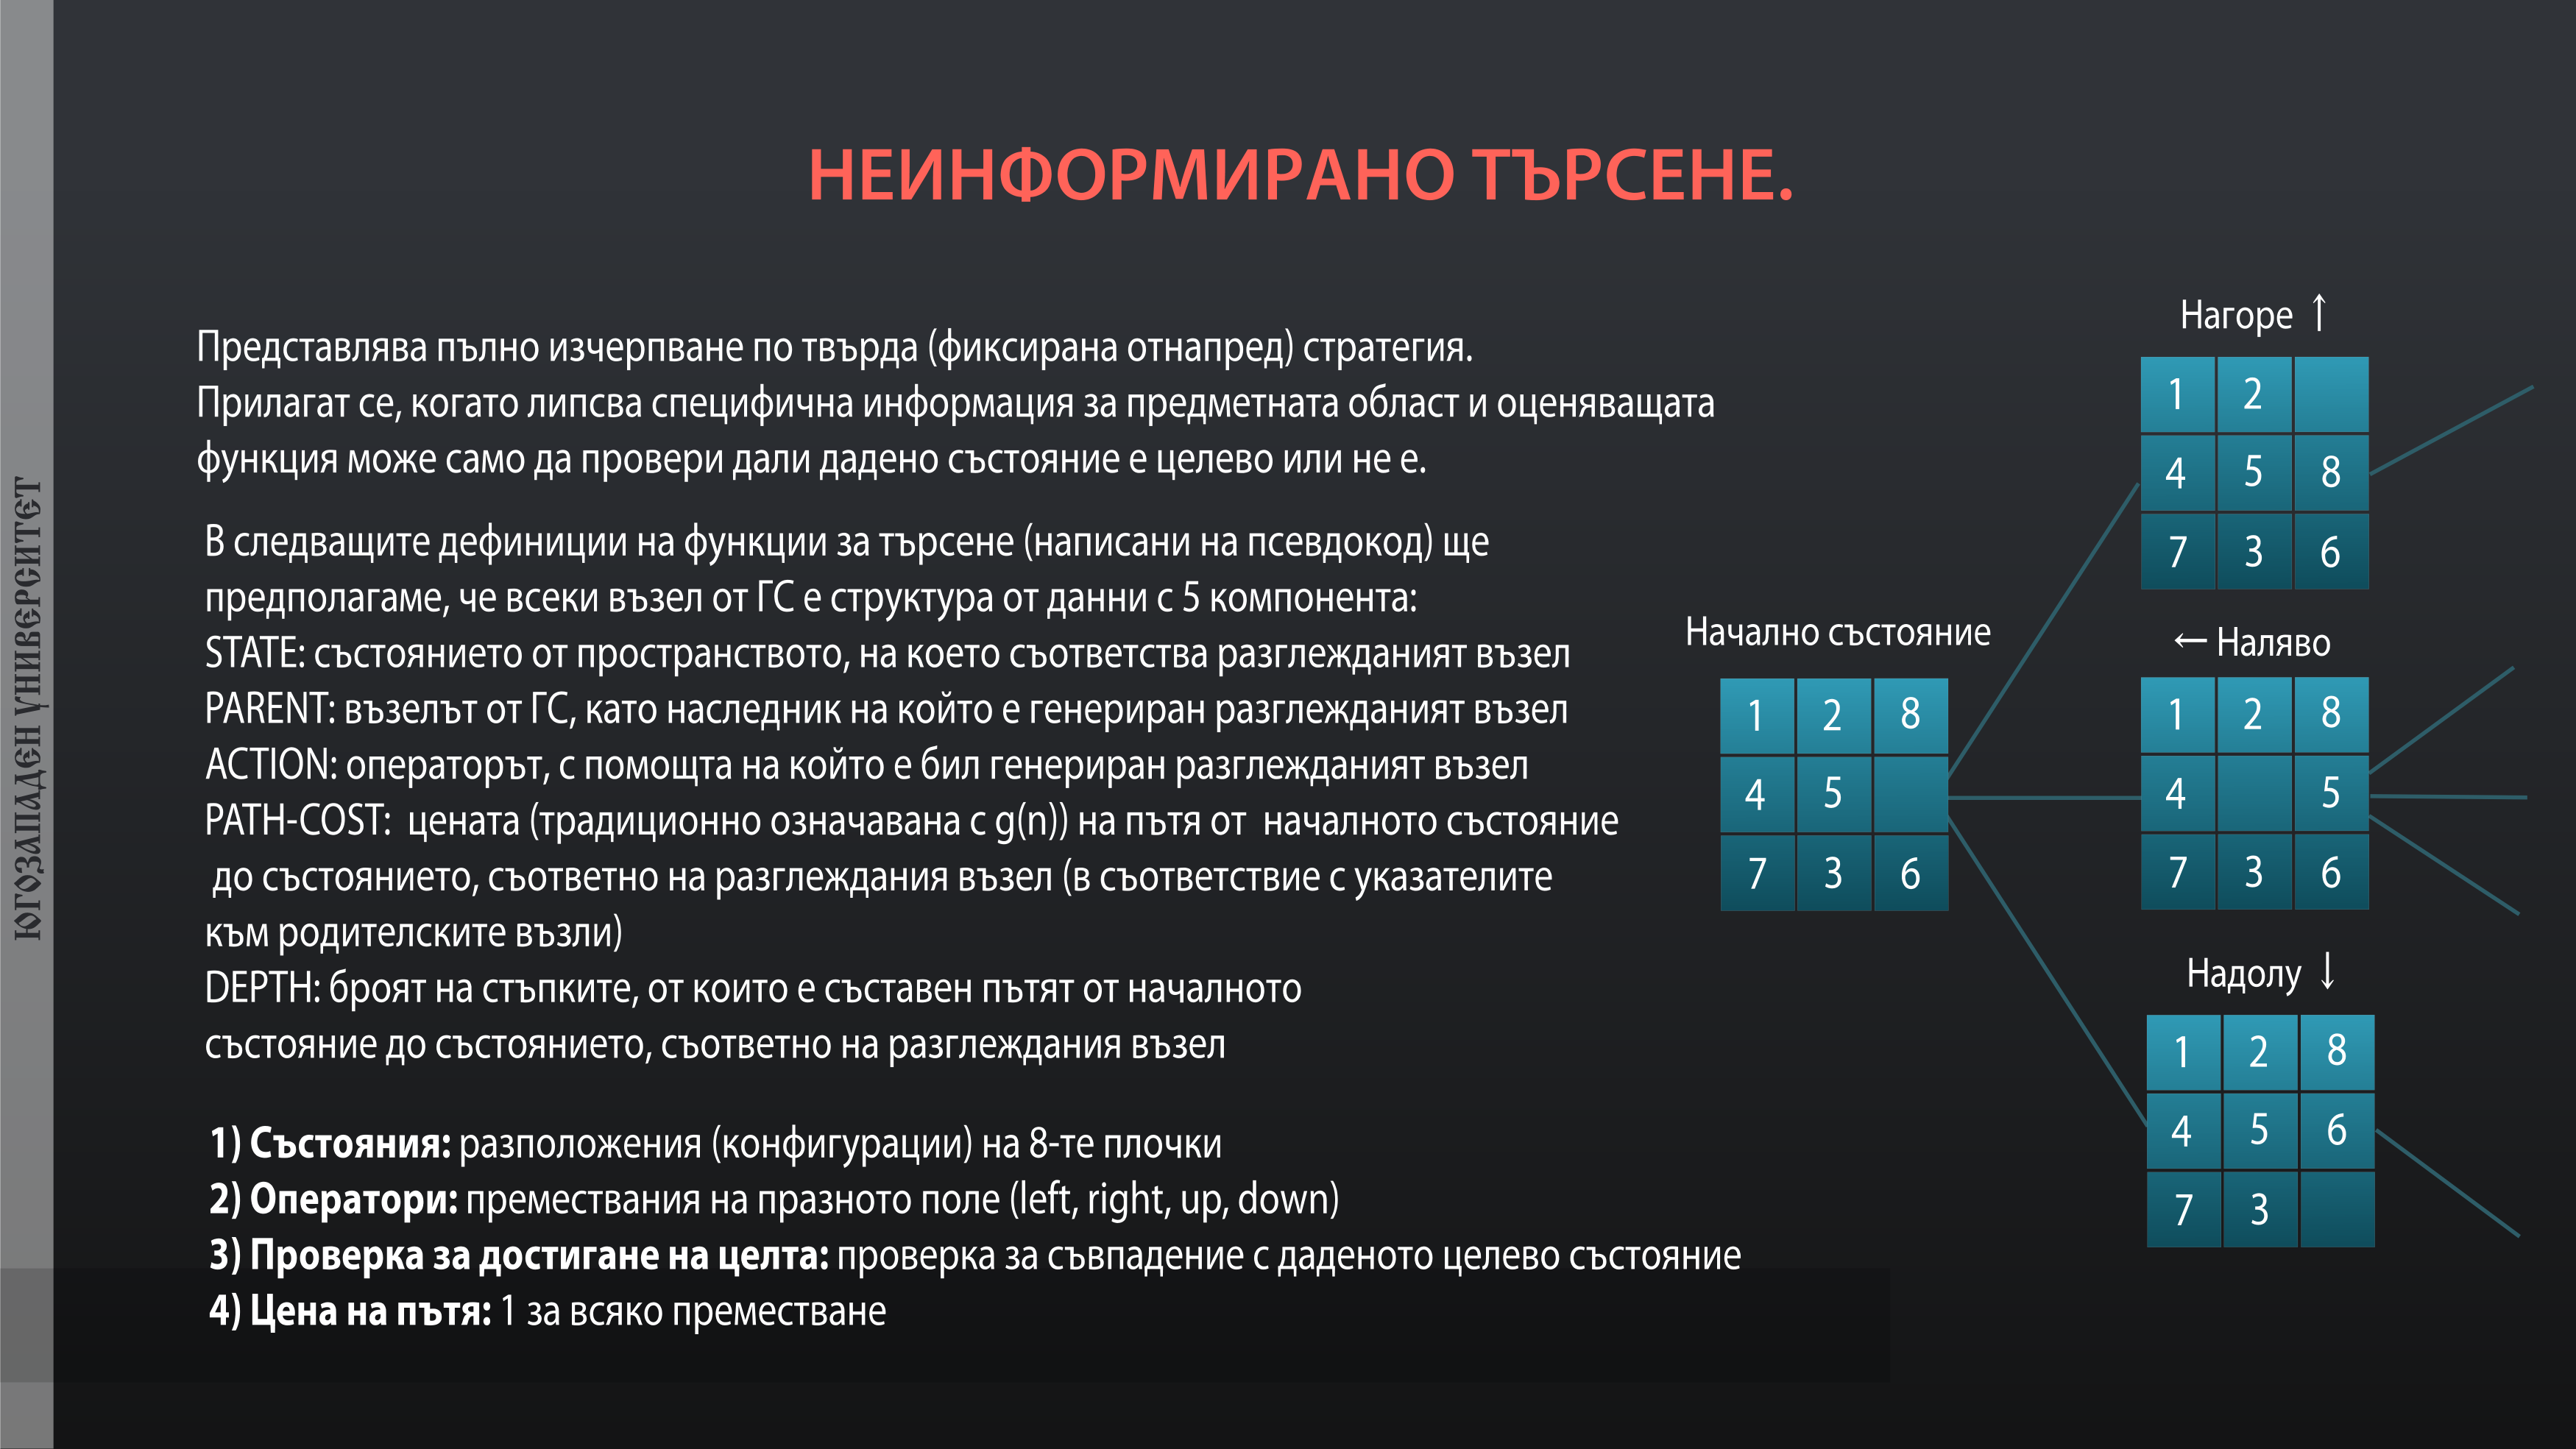 НЕИНФОРМИРАНО ТЪРСЕНЕ.
Представлява пълно изчерпване по твърда (фиксирана отнапред) стратегия.
Прилагат се, когато липсва специфична информация за предметната област и оценяващата
функция може само да провери дали дадено състояние е целево или не е.
В следващите дефиниции на функции за търсене (написани на псевдокод) ще
предполагаме, че всеки възел от ГС е структура от данни с 5 компонента:
STATE: състоянието от пространството, на което съответства разглежданият възел
PARENT: възелът от ГС, като наследник на който е генериран разглежданият възел
ACTION: операторът, с помощта на който е бил генериран разглежданият възел
PATH-COST: цената (традиционно означавана с g(n)) на пътя от началното състояние
до състоянието, съответно на разглеждания възел (в съответствие с указателите
към родителските възли)
DEPTH: броят на стъпките, от които е съставен пътят от началното
състояние до състоянието, съответно на разглеждания възел
1) Състояния: разположения (конфигурации) на 8-те плочки
2) Оператори: премествания на празното поле (left, right, up, down)
3) Проверка за достигане на целта: проверка за съвпадение с даденото целево състояние
4) Цена на пътя: 1 за всяко преместване
Начално състояние
1 2 8
4 5
7 3 6
Нагоре ↑
1 2
4 5 8
7 3 6
← Наляво
1 2 8
4 5
7 3 6
Надолу ↓
1 2 8
4 5 6
7 3
ЮГОЗАПАДЕН УНИВЕРСИТЕТ